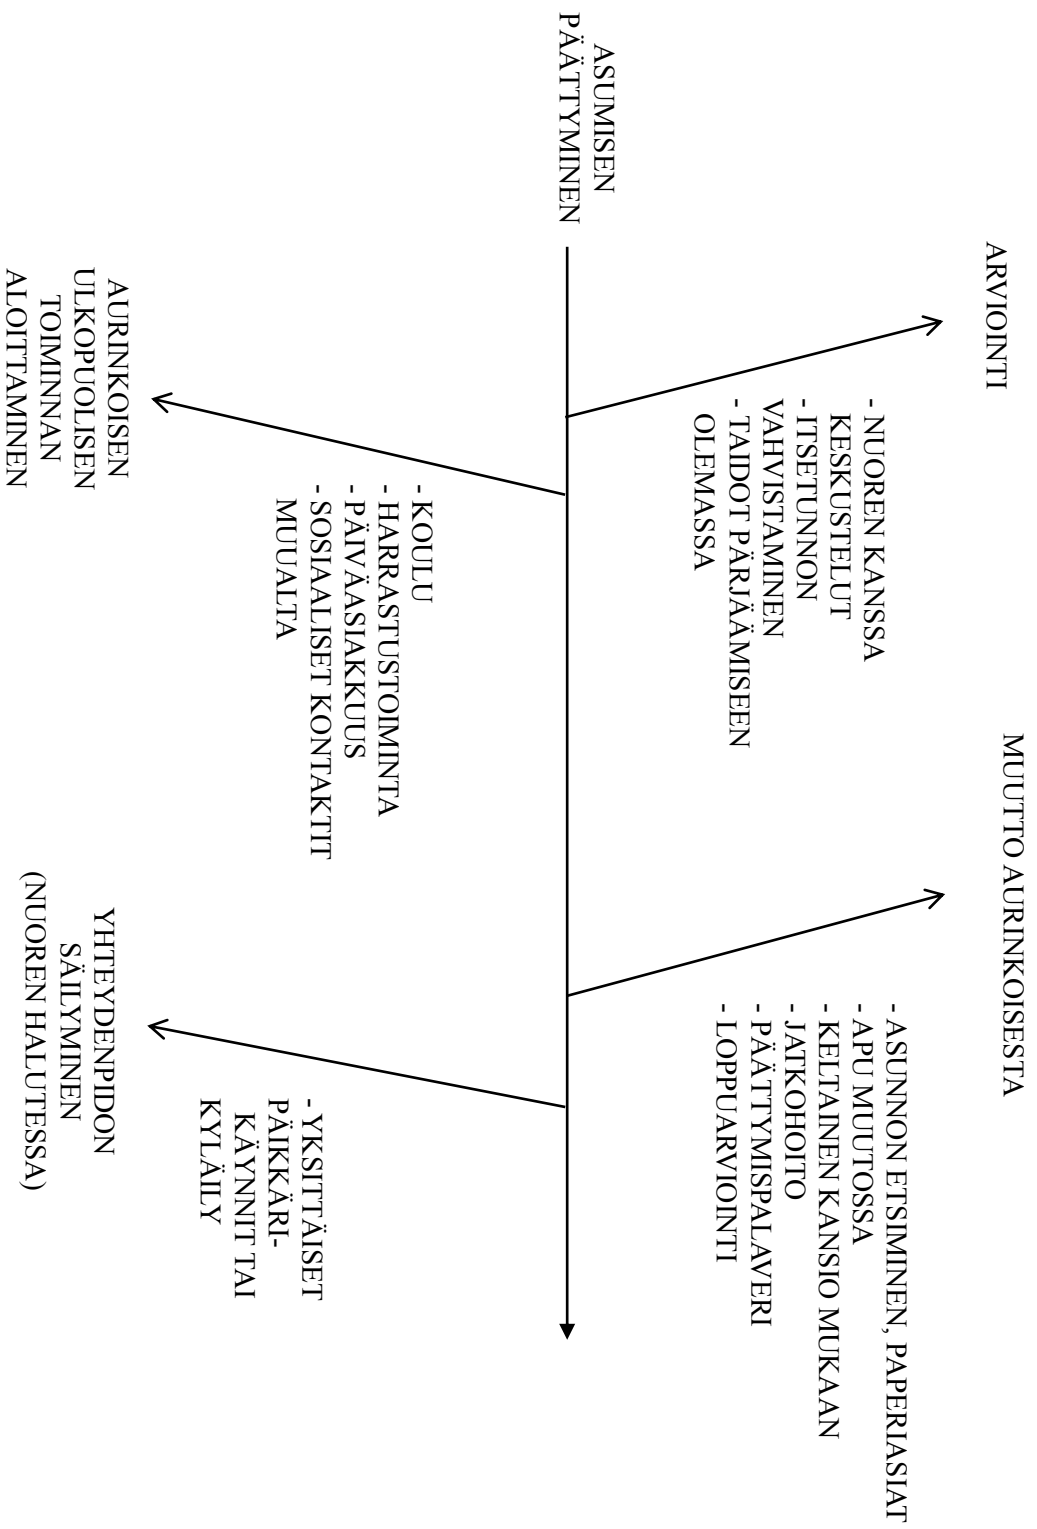 ASUMISEN
PÄÄTTYMINEN
ARVIOINTI
- NUOREN KANSSA
KESKUSTELUT
- ITSETUNNON
VAHVISTAMINEN
- TAIDOT PÄRJÄÄMISEEN
OLEMASSA
MUUTTO AURINKOISESTA
- ASUNNON ETSIMINEN, PAPERIASIAT
- APU MUUTOSSA
- KELTAINEN KANSIO MUKAAN
- JATKOHOITO
- PÄÄTTYMISPALAVERI
- LOPPUARVIOINTI
- KOULU
- HARRASTUSTOIMINTA
- PÄIVÄASIAKKUUS
- SOSIAALISET KONTAKTIT
MUUALTA
AURINKOISEN
ULKOPUOLISEN
TOIMINNAN
ALOITTAMINEN
- YKSITTÄISET
PÄIKKÄRI-
KÄYNNIT TAI
KYLÄILY
YHTEYDENPIDON
SÄILYMINEN
(NUOREN HALUTESSA)